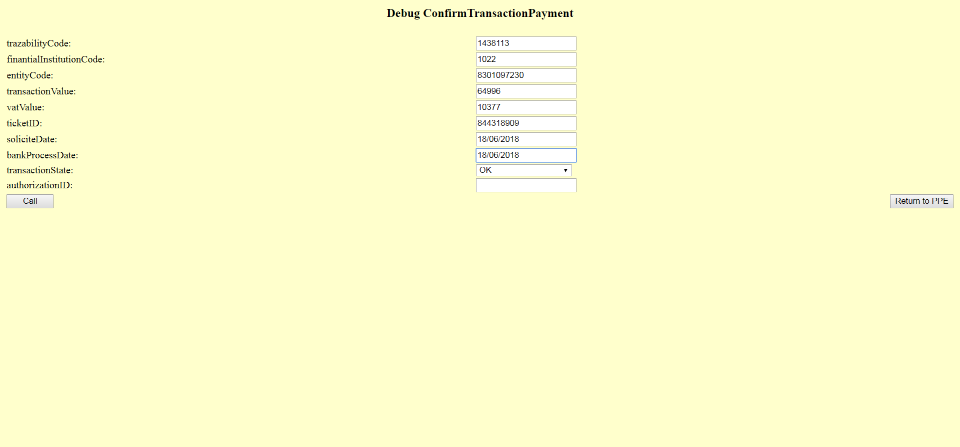 Debug ConfirmTransactionPayment
trazabilityCode: 1438113
finantialInstitutionCode: 1022
entityCode: 8301097230
transactionValue: 64996
vatValue: 10377
ticketID: 844318909
soliciteDate: 18/06/2018
bankProcessDate: 18/06/2018
transactionState: OK
authorizationID:
Call Return to PPE